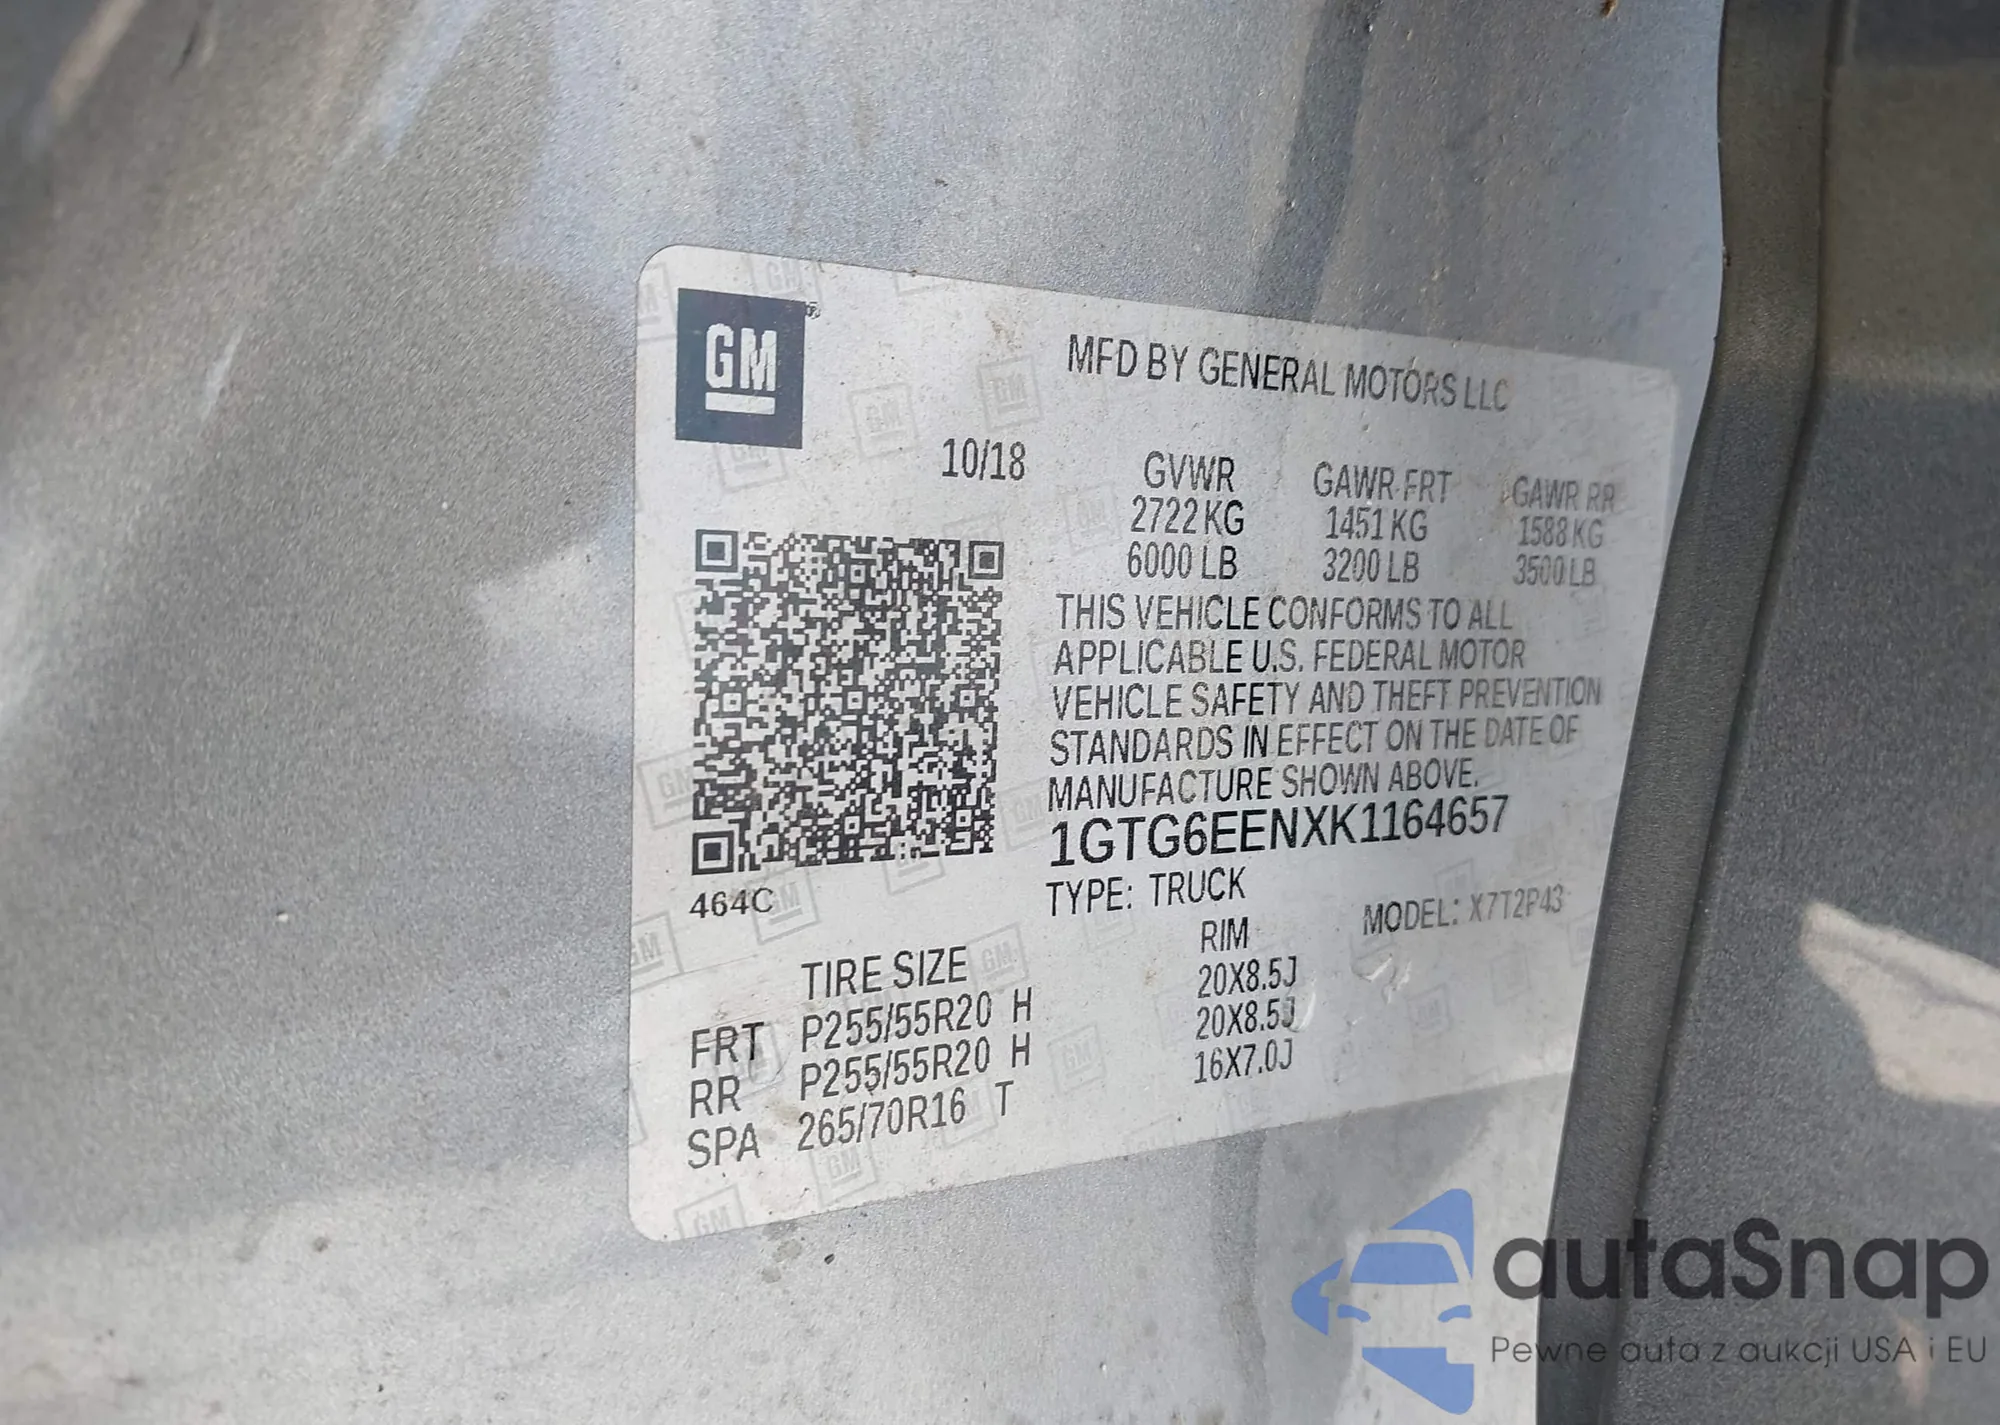 GM
MFD BY GENERAL MOTORS LLC
10/18
GVWR GAWR FRT GAWR RR
2722 KG 1451 KG 1588 KG
6000 LB 3200 LB 3500 LB
THIS VEHICLE CONFORMS TO ALL
APPLICABLE U.S. FEDERAL MOTOR
VEHICLE SAFETY AND THEFT PREVENTION
STANDARDS IN EFFECT ON THE DATE OF
MANUFACTURE SHOWN ABOVE.
1GTG6EENXK1164657
464C
TYPE: TRUCK MODEL: X7T2P43
TIRE SIZE RIM
FRT P255/55R20 H 20X8.5J
RR P255/55R20 H 20X8.5J
SPA 265/70R16 T 16X7.0J
autaSnap
Pewne auta z aukcji USA i EU